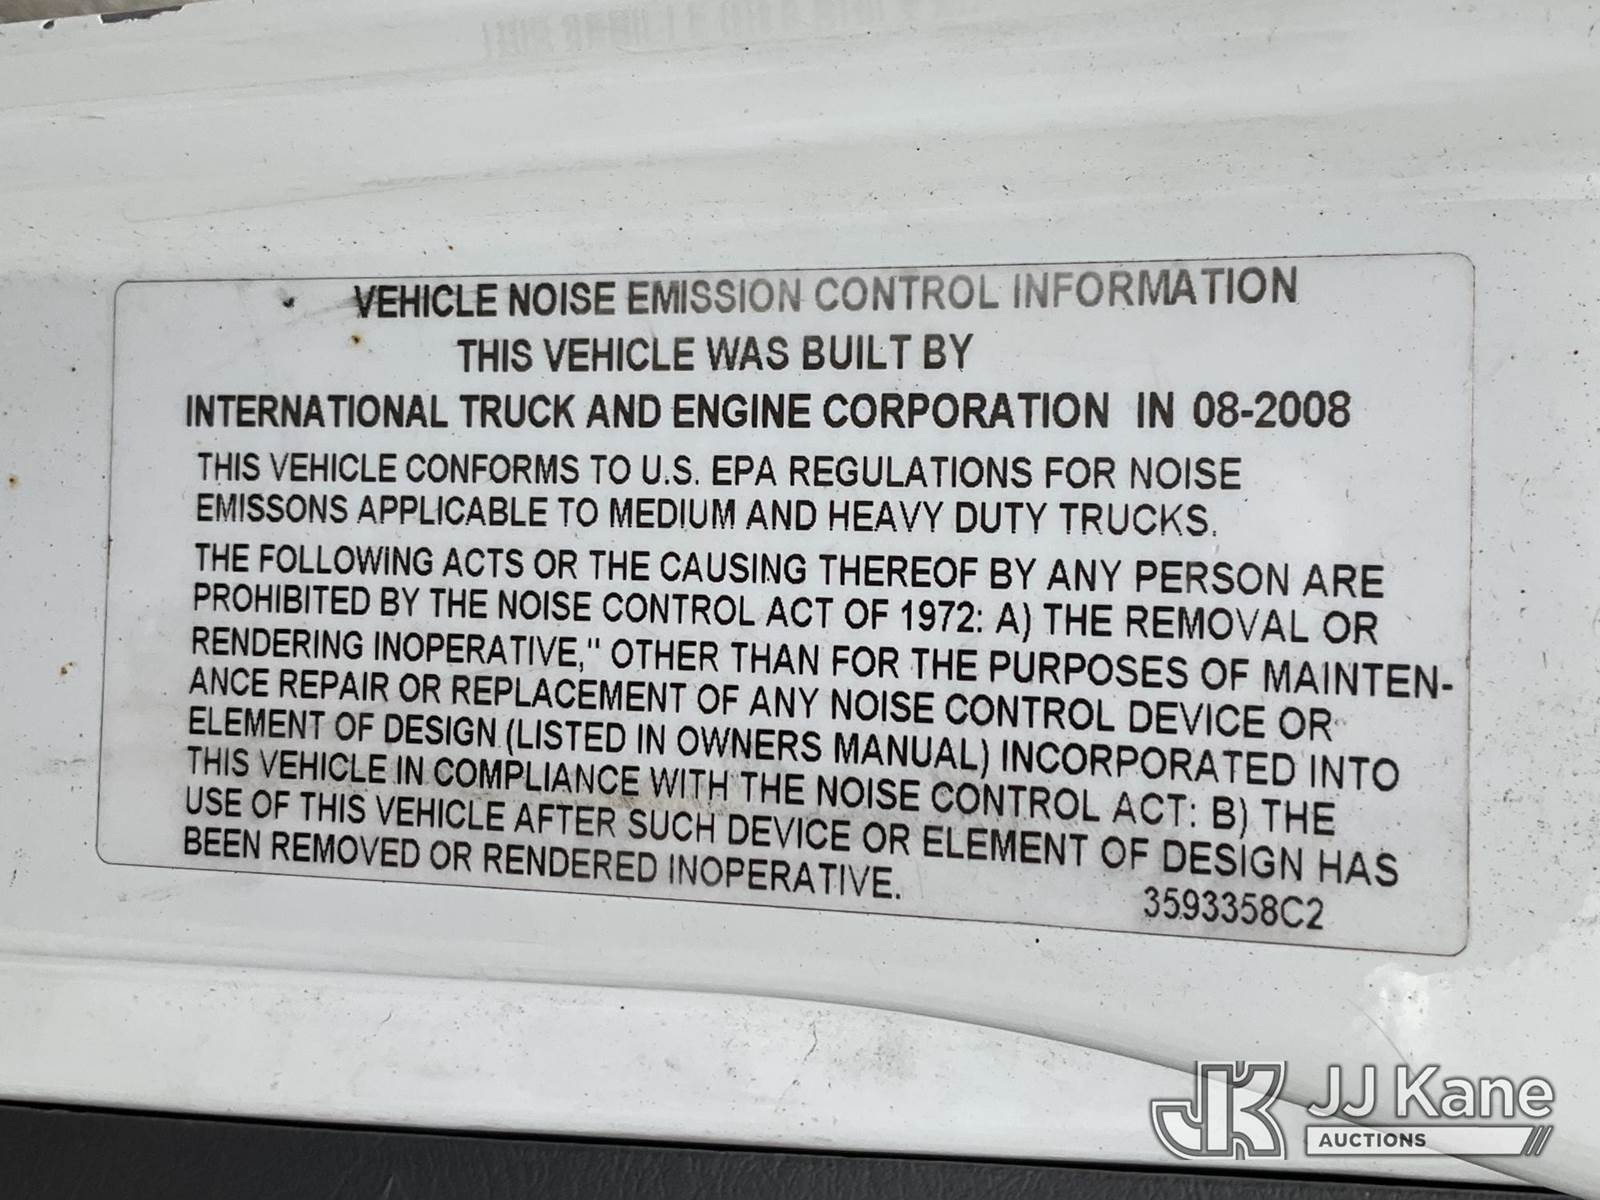 VEHICLE NOISE EMISSION CONTROL INFORMATION
THIS VEHICLE WAS BUILT BY
INTERNATIONAL TRUCK AND ENGINE CORPORATION IN 08-2008
THIS VEHICLE CONFORMS TO U.S. EPA REGULATIONS FOR NOISE
EMISSONS APPLICABLE TO MEDIUM AND HEAVY DUTY TRUCKS.
THE FOLLOWING ACTS OR THE CAUSING THEREOF BY ANY PERSON ARE
PROHIBITED BY THE NOISE CONTROL ACT OF 1972: A) THE REMOVAL OR
RENDERING INOPERATIVE," OTHER THAN FOR THE PURPOSES OF MAINTEN-
ANCE REPAIR OR REPLACEMENT OF ANY NOISE CONTROL DEVICE OR
ELEMENT OF DESIGN (LISTED IN OWNERS MANUAL) INCORPORATED INTO
THIS VEHICLE IN COMPLIANCE WITH THE NOISE CONTROL ACT: B) THE
USE OF THIS VEHICLE AFTER SUCH DEVICE OR ELEMENT OF DESIGN HAS
BEEN REMOVED OR RENDERED INOPERATIVE.
3593358C2
JK JJ Kane
AUCTIONS